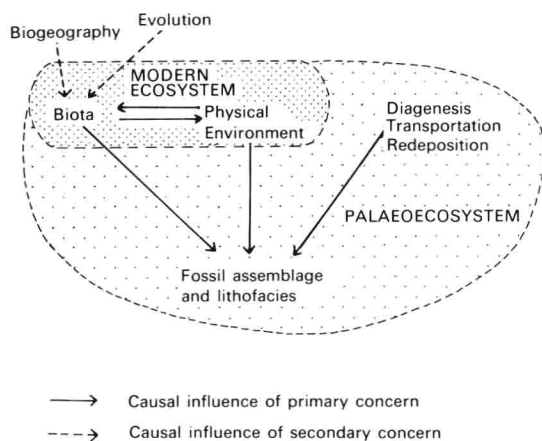 Evolution
Biogeography
MODERN
ECOSYSTEM
Biota
Physical
Environment
Diagenesis
Transportation
Redeposition
PALAEOECOSYSTEM
Fossil assemblage
and lithofacies
Causal influence of primary concern
Causal influence of secondary concern